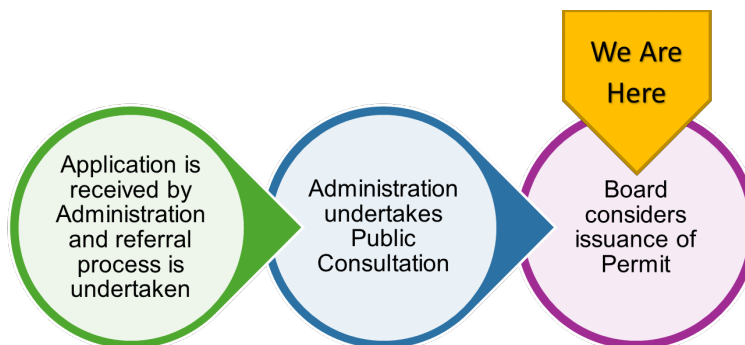 We Are
Here
Application is
received by
Administration
and referral
process is
undertaken
Administration
undertakes
Public
Consultation
Board
considers
issuance of
Permit